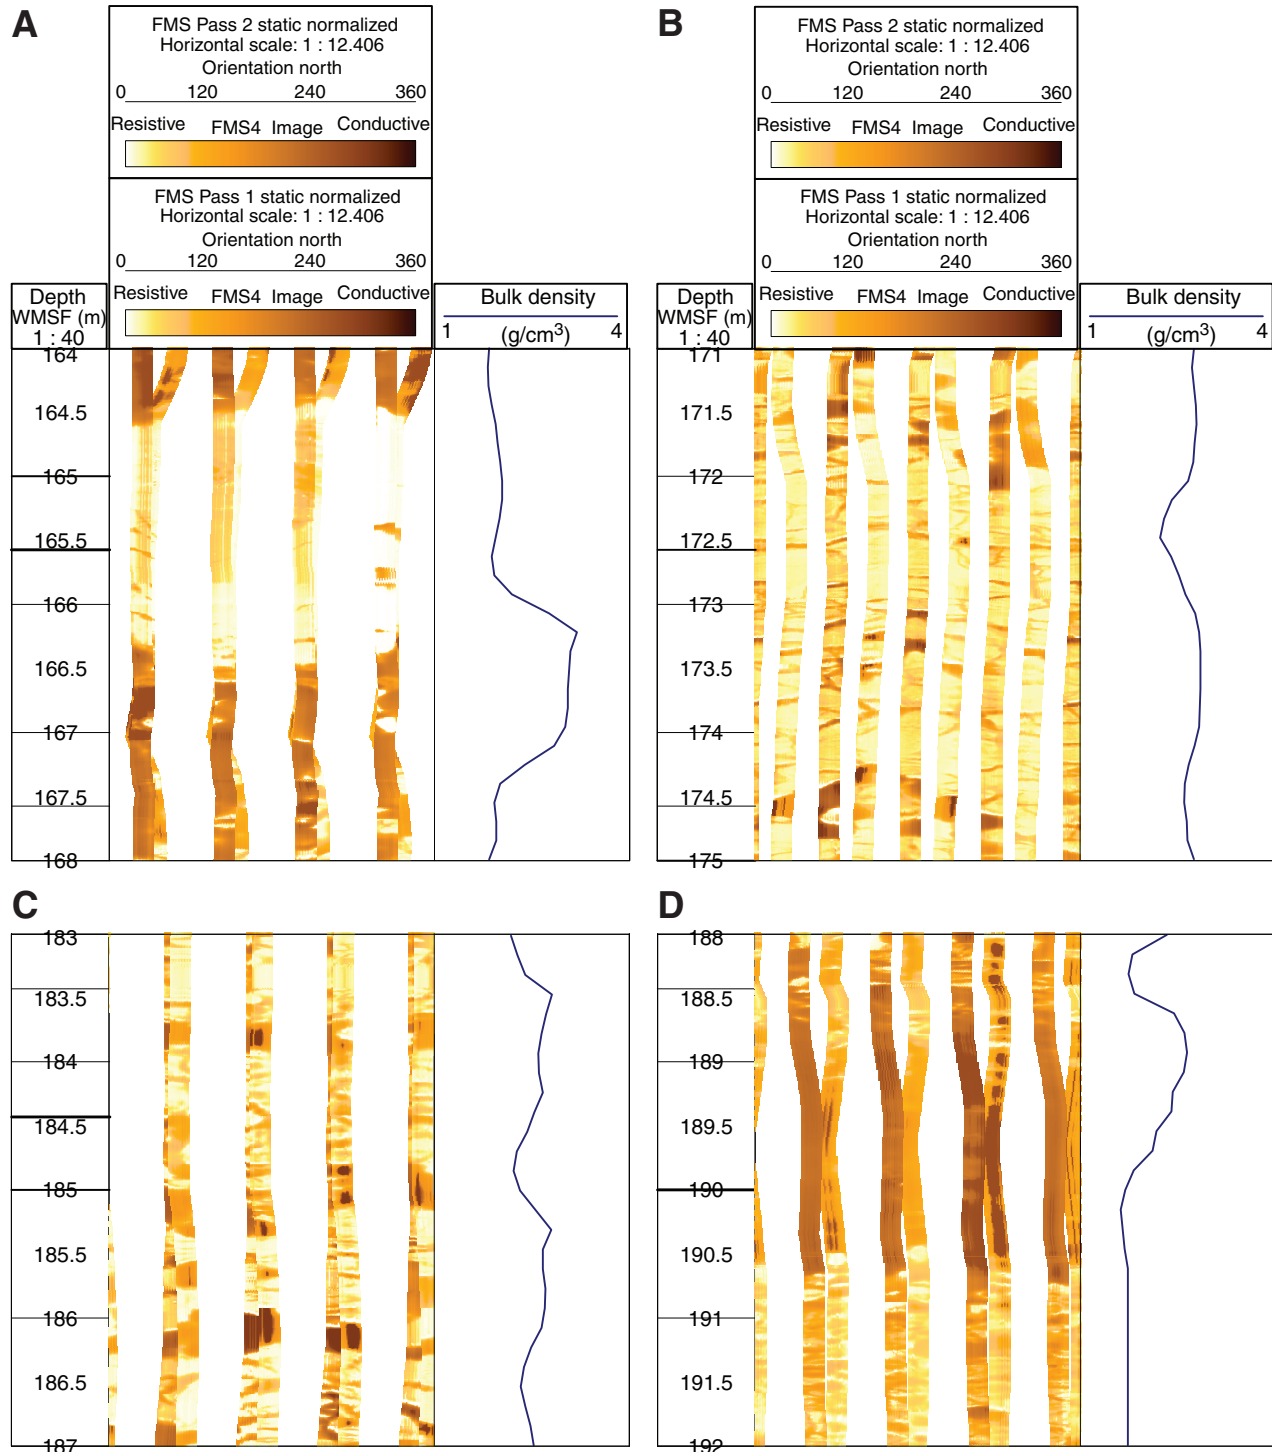 A
FMS Pass 2 static normalized
Horizontal scale: 1 : 12.406
Orientation north
0 120 240 360
Resistive FMS4 Image Conductive
FMS Pass 1 static normalized
Horizontal scale: 1 : 12.406
Orientation north
0 120 240 360
Resistive FMS4 Image Conductive
Depth
WMSF (m)
1 : 40
Bulk density
1 4
(g/cm3)
164
164.5
165
165.5
166
166.5
167
167.5
168
B
FMS Pass 2 static normalized
Horizontal scale: 1 : 12.406
Orientation north
0 120 240 360
Resistive FMS4 Image Conductive
FMS Pass 1 static normalized
Horizontal scale: 1 : 12.406
Orientation north
0 120 240 360
Resistive FMS4 Image Conductive
Depth
WMSF (m)
1 : 40
Bulk density
1 4
(g/cm3)
171
171.5
172
172.5
173
173.5
174
174.5
175
C
183
183.5
184
184.5
185
185.5
186
186.5
187
D
188
188.5
189
189.5
190
190.5
191
191.5
192